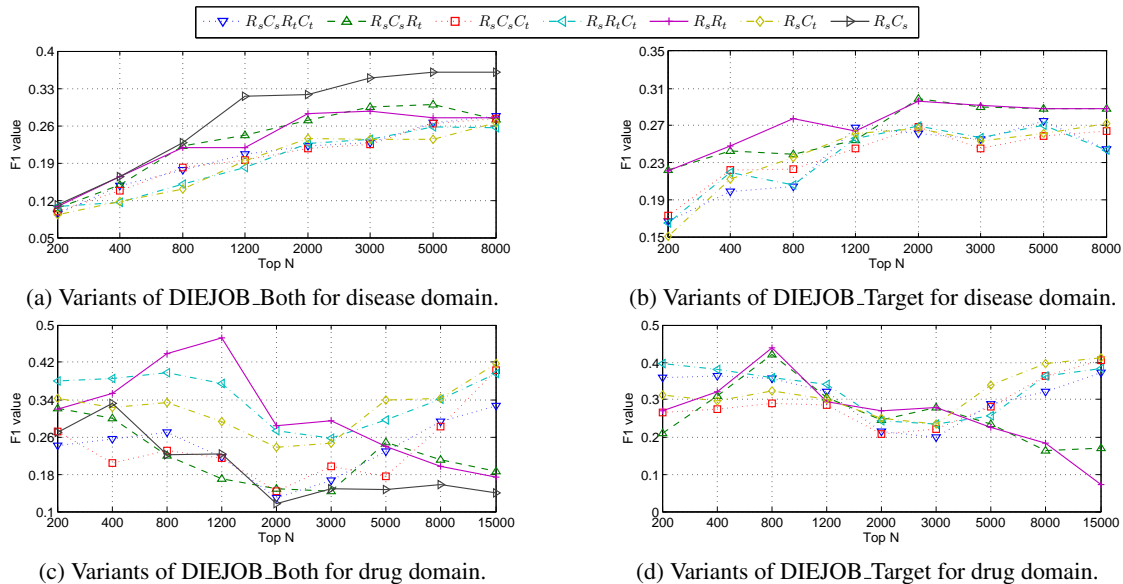 RsCsRtCt RsCsRt RsCsCt RsRtCt RsRt RsCt RsCs
0.4
0.33
0.26
0.19
0.12
0.05
F1 value
200 400 800 1200 2000 3000 5000 8000
Top N
(a) Variants of DIEJOB_Both for disease domain.
0.35
0.31
0.27
0.23
0.19
0.15
F1 value
200 400 800 1200 2000 3000 5000 8000
Top N
(b) Variants of DIEJOB_Target for disease domain.
0.5
0.42
0.34
0.26
0.18
0.1
F1 value
200 400 800 1200 2000 3000 5000 8000 15000
Top N
(c) Variants of DIEJOB_Both for drug domain.
0.5
0.4
0.3
0.2
0.1
0
F1 value
200 400 800 1200 2000 3000 5000 8000 15000
Top N
(d) Variants of DIEJOB_Target for drug domain.